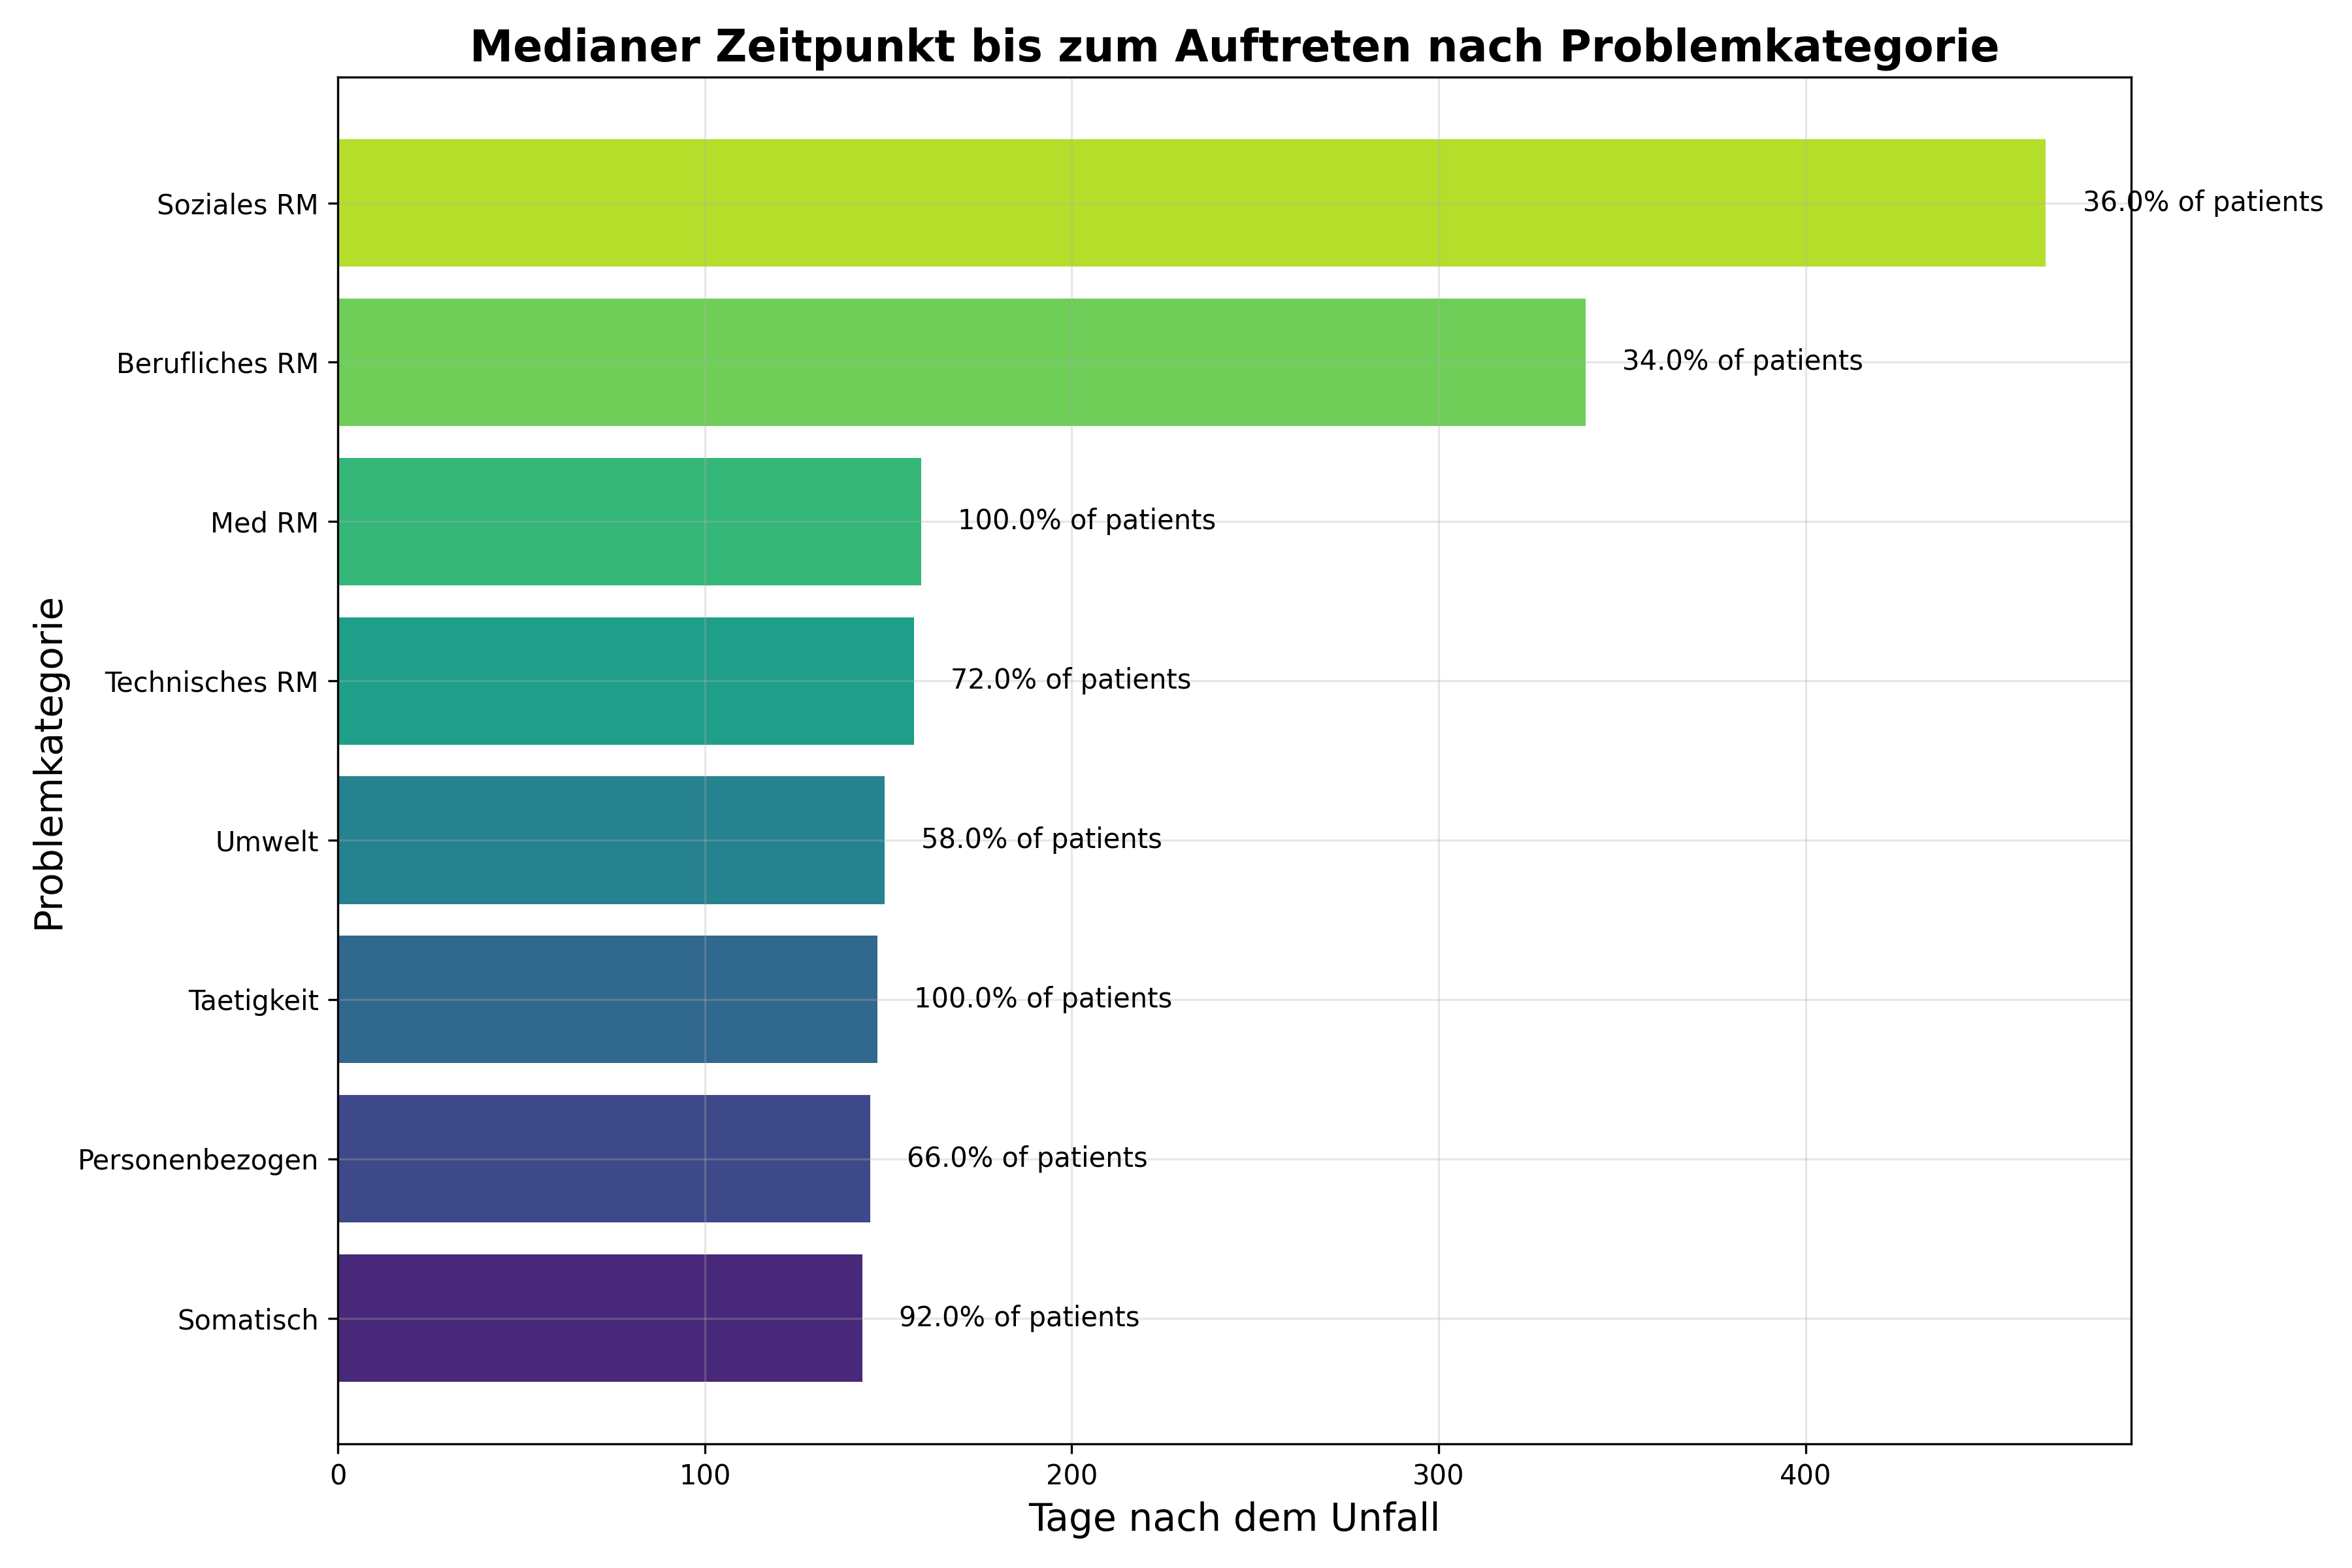 Medianer Zeitpunkt bis zum Auftreten nach Problemkategorie
Problemkategorie
Soziales RM
36.0% of patients
Berufliches RM
34.0% of patients
Med RM
100.0% of patients
Technisches RM
72.0% of patients
Umwelt
58.0% of patients
Taetigkeit
100.0% of patients
Personenbezogen
66.0% of patients
Somatisch
92.0% of patients
0 100 200 300 400
Tage nach dem Unfall